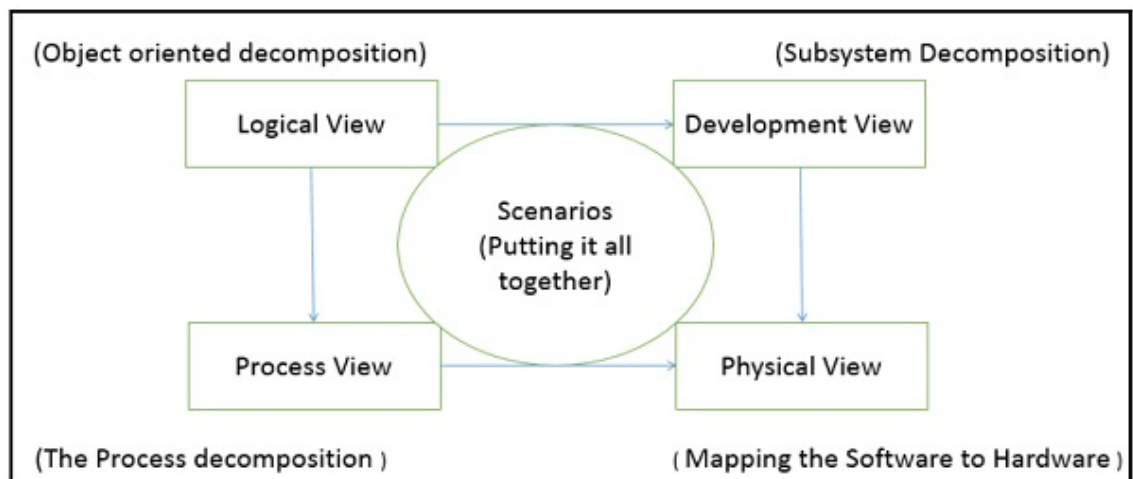 (Object oriented decomposition)
(Subsystem Decomposition)
Logical View
Development View
Scenarios
(Putting it all
together)
Process View
Physical View
(The Process decomposition )
( Mapping the Software to Hardware )